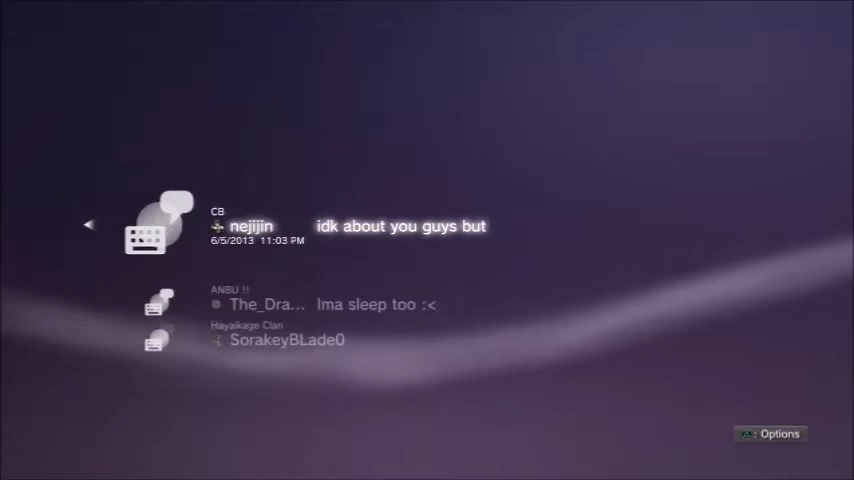 CB
nejijin idk about you guys but
6/5/2013 11:03 PM
ANBU !!
The_Dra... Ima sleep too :<
Hayaikage Clan
SorakeyBLade0
: Options